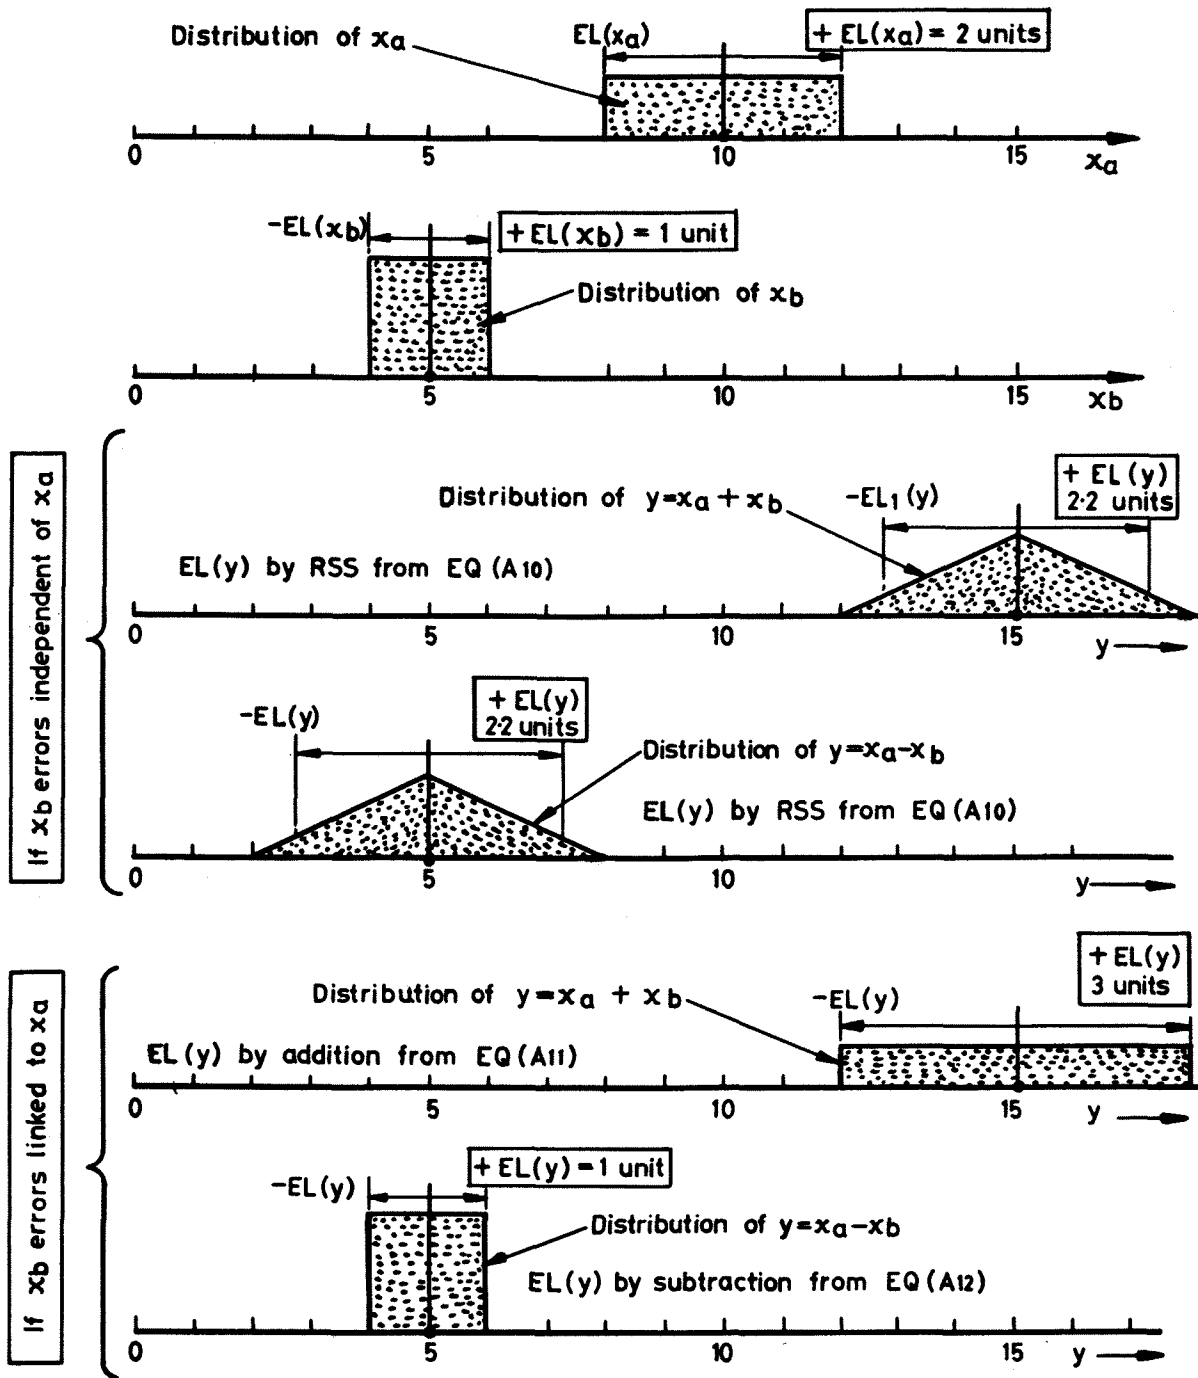 Distribution of xa
EL(xa)
+ EL(xa) = 2 units
0 5 10 15
xa
-EL(xb)
+ EL(xb) = 1 unit
Distribution of xb
0 5 10 15
xb
If xb errors independent of xa
Distribution of y=xa + xb
-EL1(y)
+ EL(y)
2·2 units
EL(y) by RSS from EQ (A10)
0 5 10 15
y
-EL(y)
+ EL(y)
2·2 units
Distribution of y=xa-xb
EL(y) by RSS from EQ(A10)
0 5 10
y
If xb errors linked to xa
+ EL(y)
3 units
Distribution of y=xa + xb
-EL(y)
EL(y) by addition from EQ(A11)
0 5 10 15
y
-EL(y)
+ EL(y) = 1 unit
Distribution of y=xa-xb
EL(y) by subtraction from EQ(A12)
0 5 10 15
y